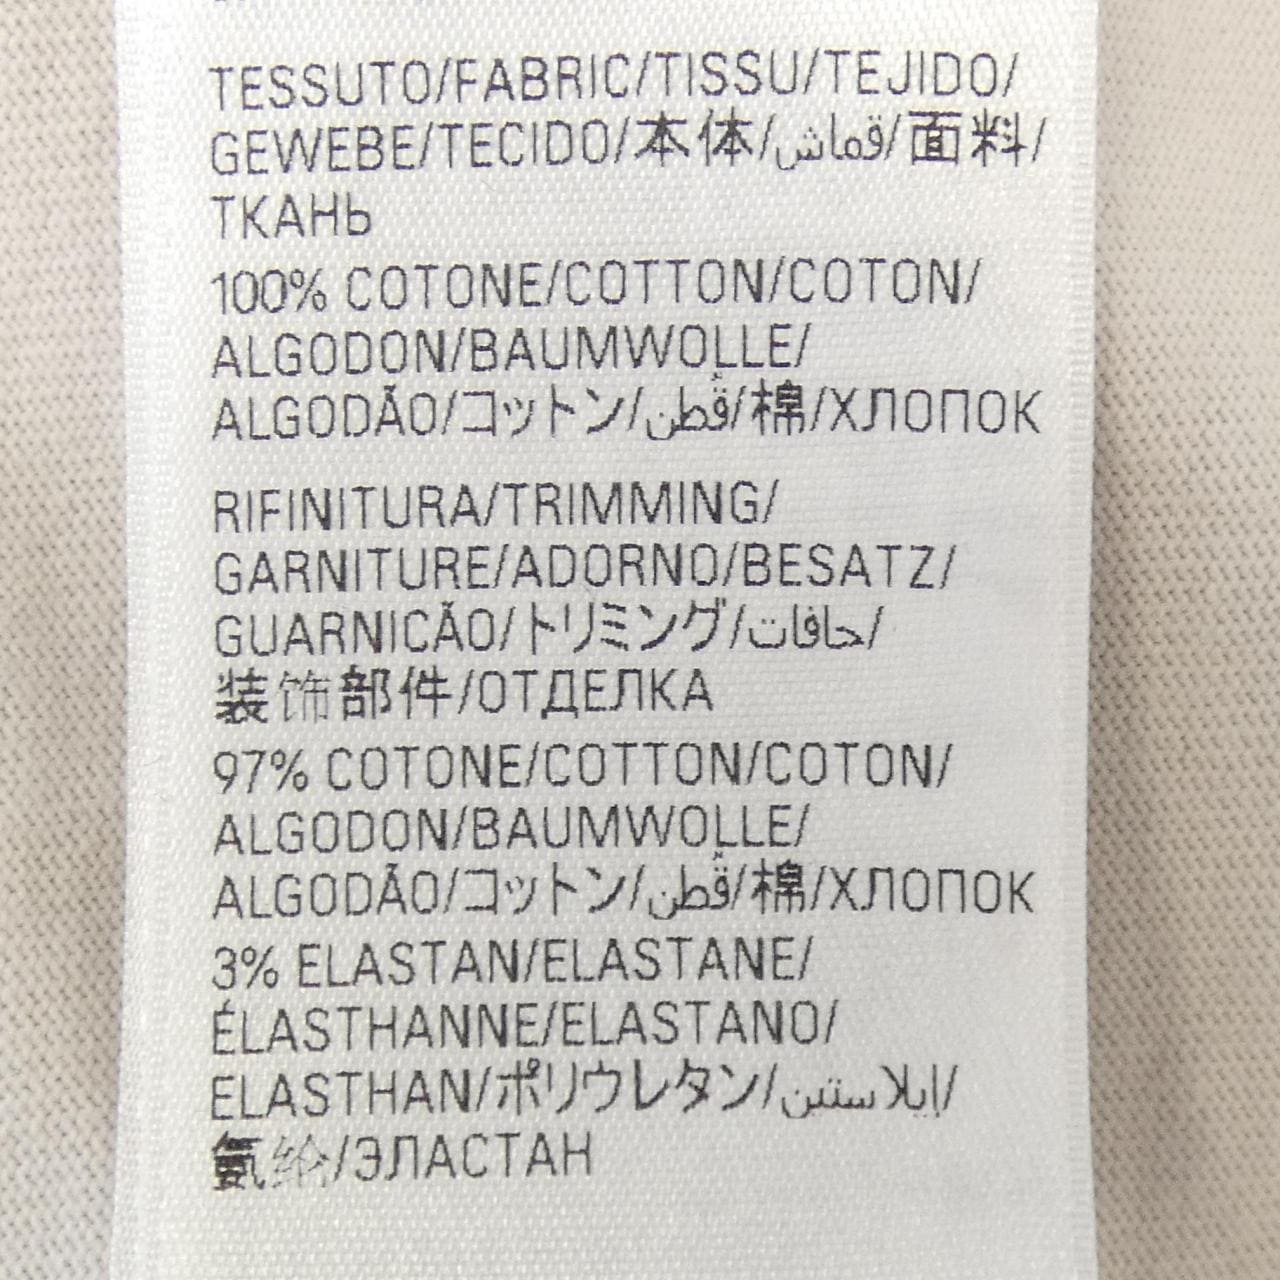 TESSUTO/FABRIC/TISSU/TEJIDO/
GEWEBE/TECIDO/本体/قماش/面料/
ТКАНЬ
100% COTONE/COTTON/COTON/
ALGODON/BAUMWOLLE/
ALGODÃO/コットン/قُطن/棉/ХЛОПОК
RIFINITURA/TRIMMING/
GARNITURE/ADORNO/BESATZ/
GUARNICÃO/トリミング/حافات/
装饰部件/ОТДЕЛКА
97% COTONE/COTTON/COTON/
ALGODON/BAUMWOLLE/
ALGODÃO/コットン/قُطن/棉/ХЛОПОК
3% ELASTAN/ELASTANE/
ÉLASTHANNE/ELASTANO/
ELASTHAN/ポリウレタン/إيلاستين/
氨纶/ЭЛАСТАН